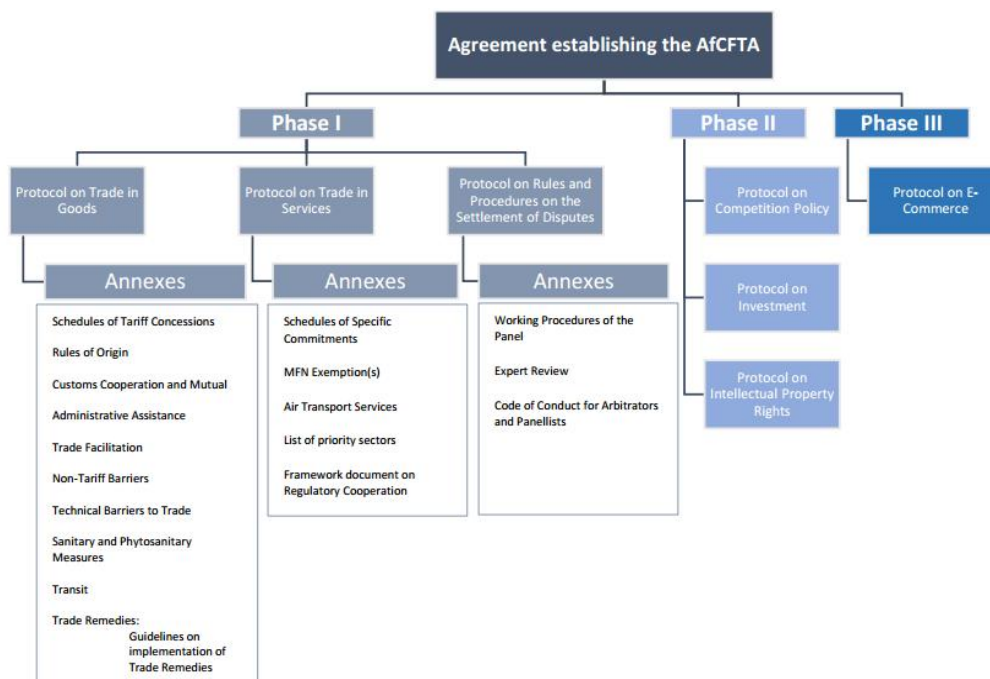 Agreement establishing the AfCFTA
Phase I
Phase II
Phase III
Protocol on Trade in
Goods
Protocol on Trade in
Services
Protocol on Rules and
Procedures on the
Settlement of Disputes
Protocol on
Competition Policy
Protocol on E-
Commerce
Annexes
Schedules of Tariff Concessions
Rules of Origin
Customs Cooperation and Mutual
Administrative Assistance
Trade Facilitation
Non-Tariff Barriers
Technical Barriers to Trade
Sanitary and Phytosanitary
Measures
Transit
Trade Remedies:
Guidelines on
implementation of
Trade Remedies
Annexes
Schedules of Specific
Commitments
MFN Exemption(s)
Air Transport Services
List of priority sectors
Framework document on
Regulatory Cooperation
Annexes
Working Procedures of the
Panel
Expert Review
Code of Conduct for Arbitrators
and Panellists
Protocol on
Investment
Protocol on
Intellectual Property
Rights